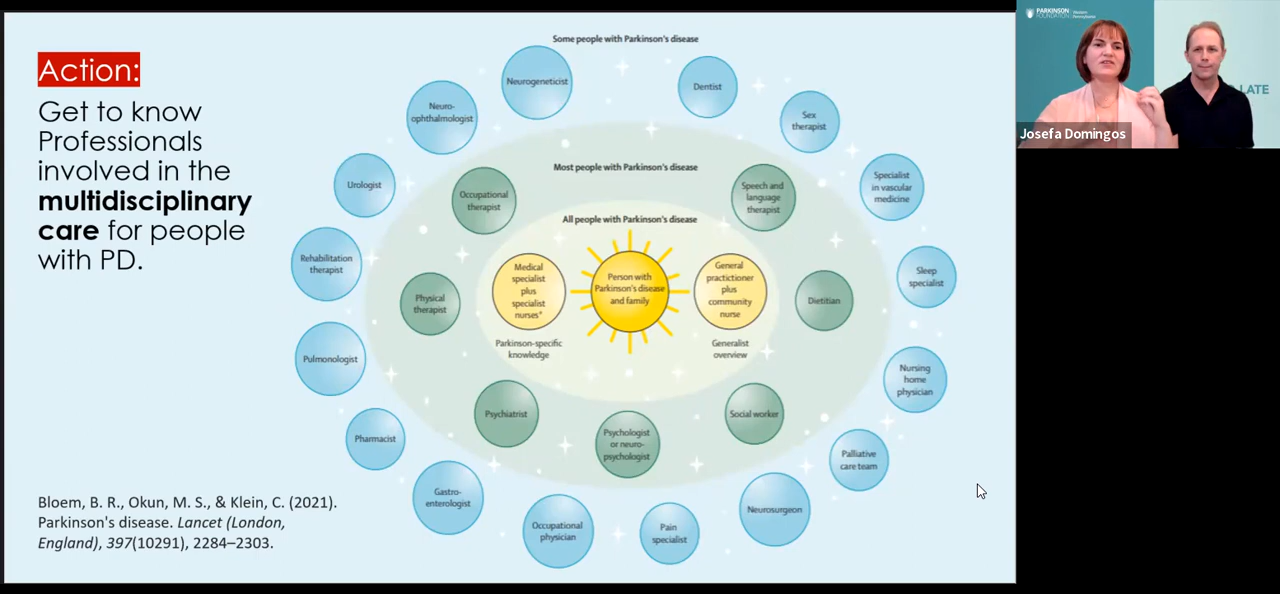 Action:
Get to know
Professionals
involved in the
multidisciplinary
care for people
with PD.
Bloem, B. R., Okun, M. S., & Klein, C. (2021).
Parkinson's disease. Lancet (London,
England), 397(10291), 2284–2303.
Some people with Parkinson's disease
Neurogeneticist
Dentist
Neuro-
ophthalmologist
Sex
therapist
Urologist
Specialist
in vascular
medicine
Rehabilitation
therapist
Sleep
specialist
Pulmonologist
Nursing
home
physician
Pharmacist
Palliative
care team
Gastro-
enterologist
Occupational
physician
Pain
specialist
Neurosurgeon
Most people with Parkinson's disease
Occupational
therapist
Speech and
language
therapist
Physical
therapist
Dietitian
Psychiatrist
Psychologist
or neuro-
psychologist
Social worker
All people with Parkinson's disease
Medical
specialist
plus
specialist
nurses*
Person with
Parkinson's disease
and family
General
practitioner
plus
community
nurse
Parkinson-specific
knowledge
Generalist
overview
PARKINSON
FOUNDATION
Western
Pennsylvania
LATE
Josefa Domingos